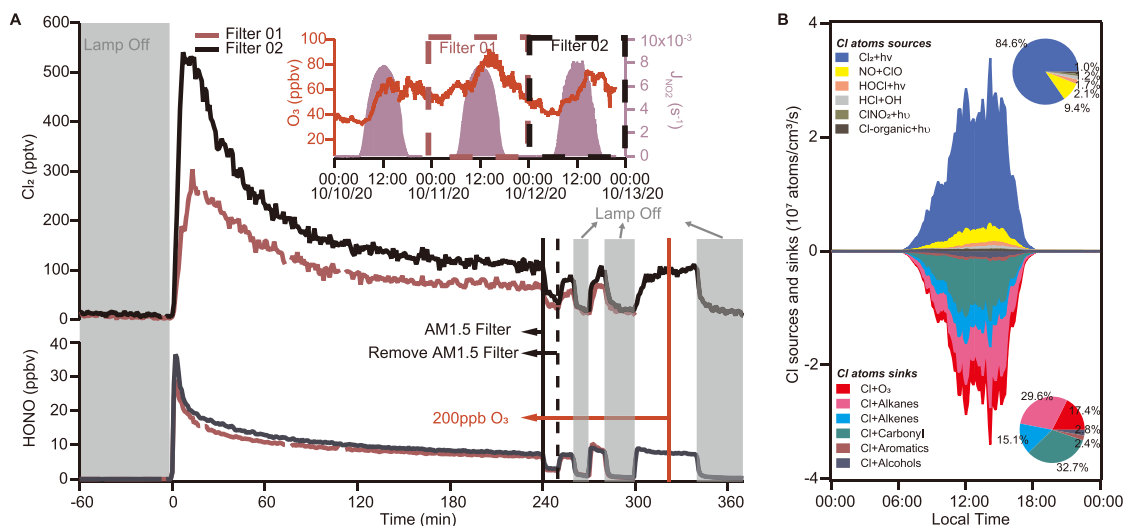 A
Cl₂ (pptv)
600
500
400
300
200
100
0
Lamp Off
Filter 01
Filter 02
O₃ (ppbv)
100
80
60
40
20
Filter 01
Filter 02
10x10⁻³
8
6
4
2
0
J_NO2 (s⁻¹)
00:00 12:00 00:00 12:00 00:00 12:00 00:00
10/10/20 10/11/20 10/12/20 10/13/20
Lamp Off
AM1.5 Filter
Remove AM1.5 Filter
200ppb O₃
HONO (ppbv)
40
30
20
10
0
-60 0 60 120 180 240 300 360
Time (min)
B
Cl sources and sinks (10⁷ atoms/cm³/s)
4
2
0
-2
-4
Cl atoms sources
Cl₂+hν
NO+ClO
HOCl+hν
HCl+OH
ClNO₂+hυ
Cl-organic+hυ
84.6%
1.0%
1.2%
1.7%
2.1%
9.4%
Cl atoms sinks
Cl+O₃
Cl+Alkanes
Cl+Alkenes
Cl+Carbonyl
Cl+Aromatics
Cl+Alcohols
29.6%
17.4%
2.8%
2.4%
15.1%
32.7%
00:00 06:00 12:00 18:00 00:00
Local Time